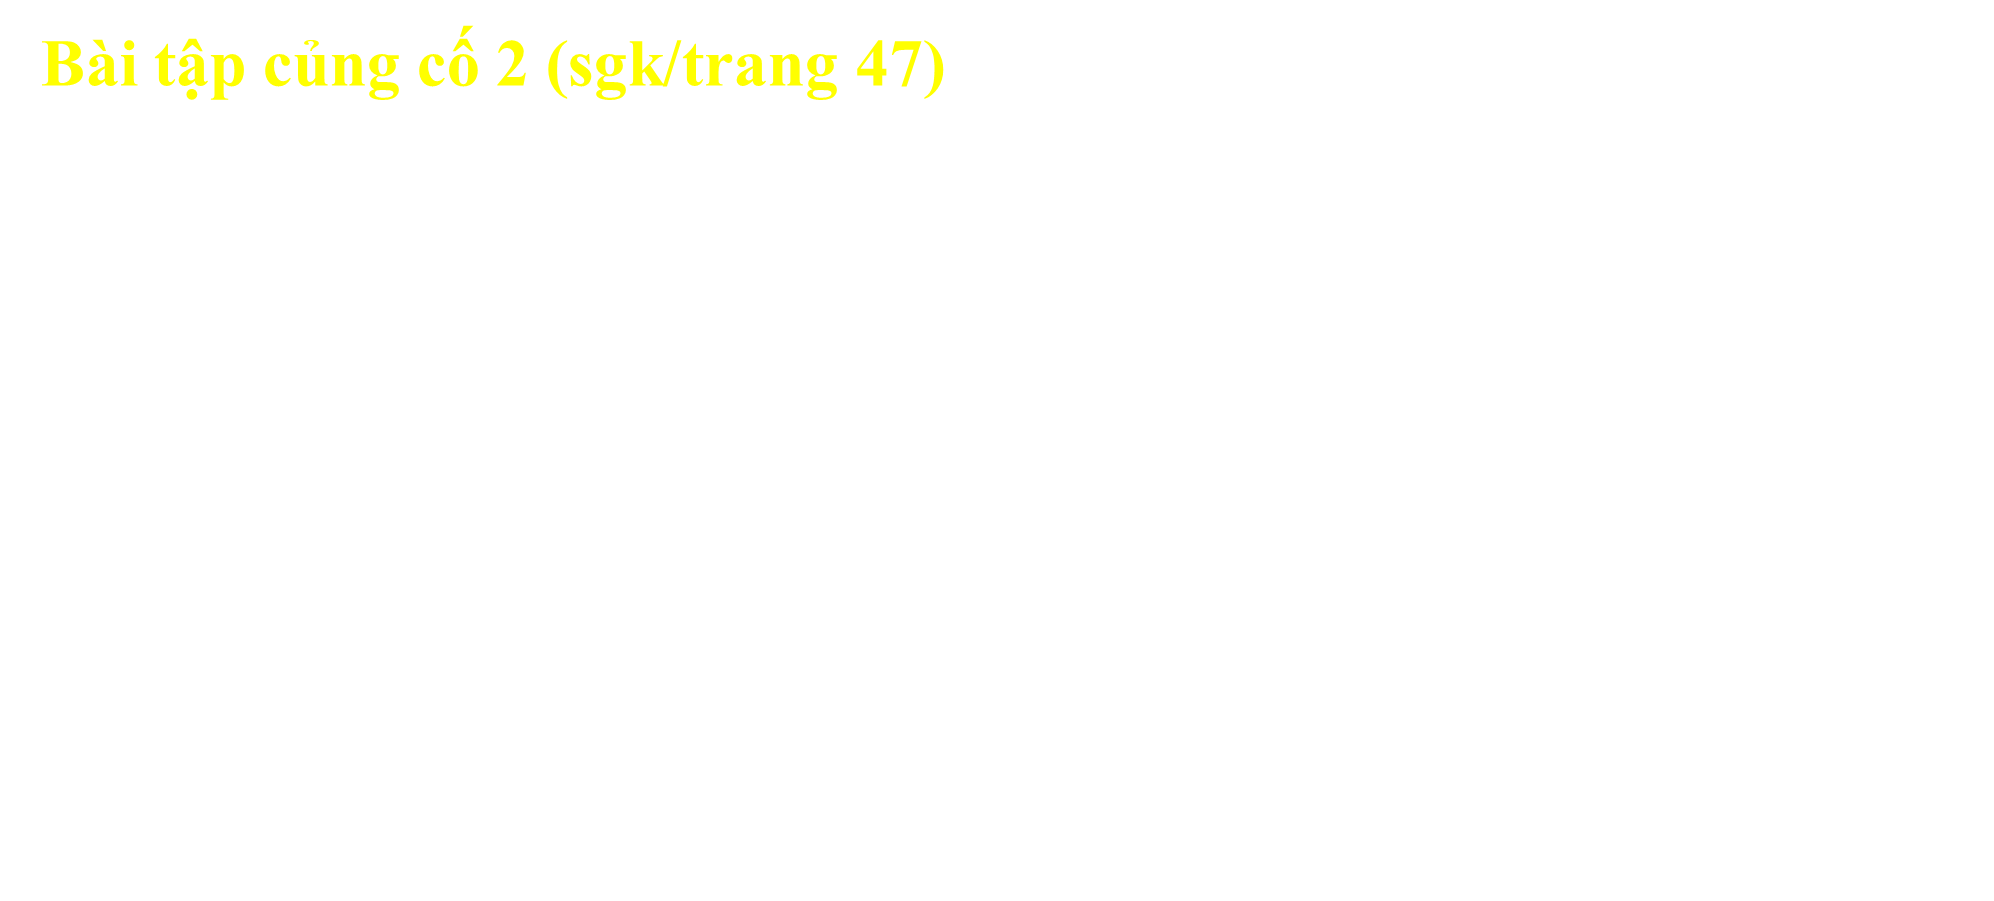 Bài tập củng cố 2 (sgk/trang 47)